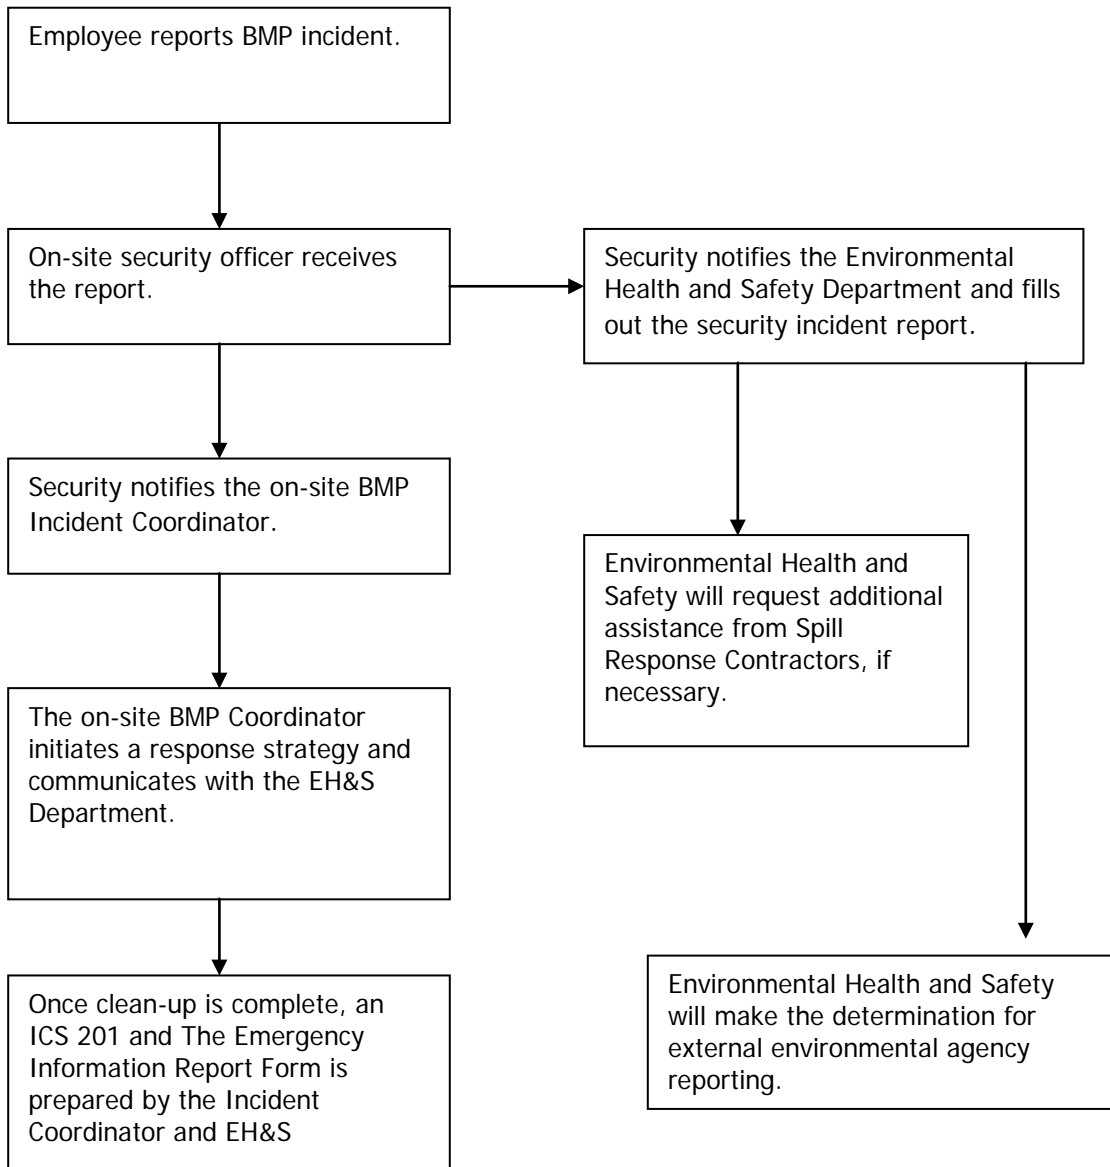 Employee reports BMP incident.
On-site security officer receives
the report.
Security notifies the Environmental
Health and Safety Department and fills
out the security incident report.
Security notifies the on-site BMP
Incident Coordinator.
Environmental Health and
Safety will request additional
assistance from Spill
Response Contractors, if
necessary.
The on-site BMP Coordinator
initiates a response strategy and
communicates with the EH&S
Department.
Once clean-up is complete, an
ICS 201 and The Emergency
Information Report Form is
prepared by the Incident
Coordinator and EH&S
Environmental Health and Safety
will make the determination for
external environmental agency
reporting.